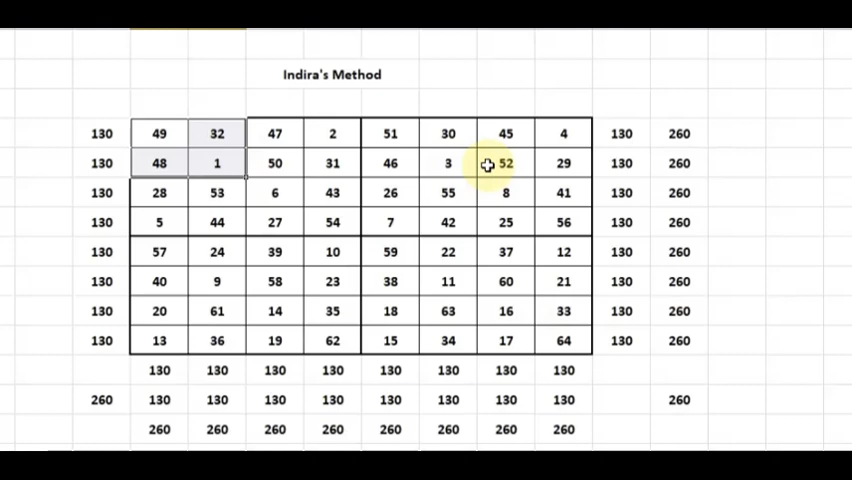 Indira's Method
130 49 32 47 2 51 30 45 4 130 260
130 48 1 50 31 46 3 52 29 130 260
130 28 53 6 43 26 55 8 41 130 260
130 5 44 27 54 7 42 25 56 130 260
130 57 24 39 10 59 22 37 12 130 260
130 40 9 58 23 38 11 60 21 130 260
130 20 61 14 35 18 63 16 33 130 260
130 13 36 19 62 15 34 17 64 130 260
130 130 130 130 130 130 130 130
260 130 130 130 130 130 130 130 130 260
260 260 260 260 260 260 260 260